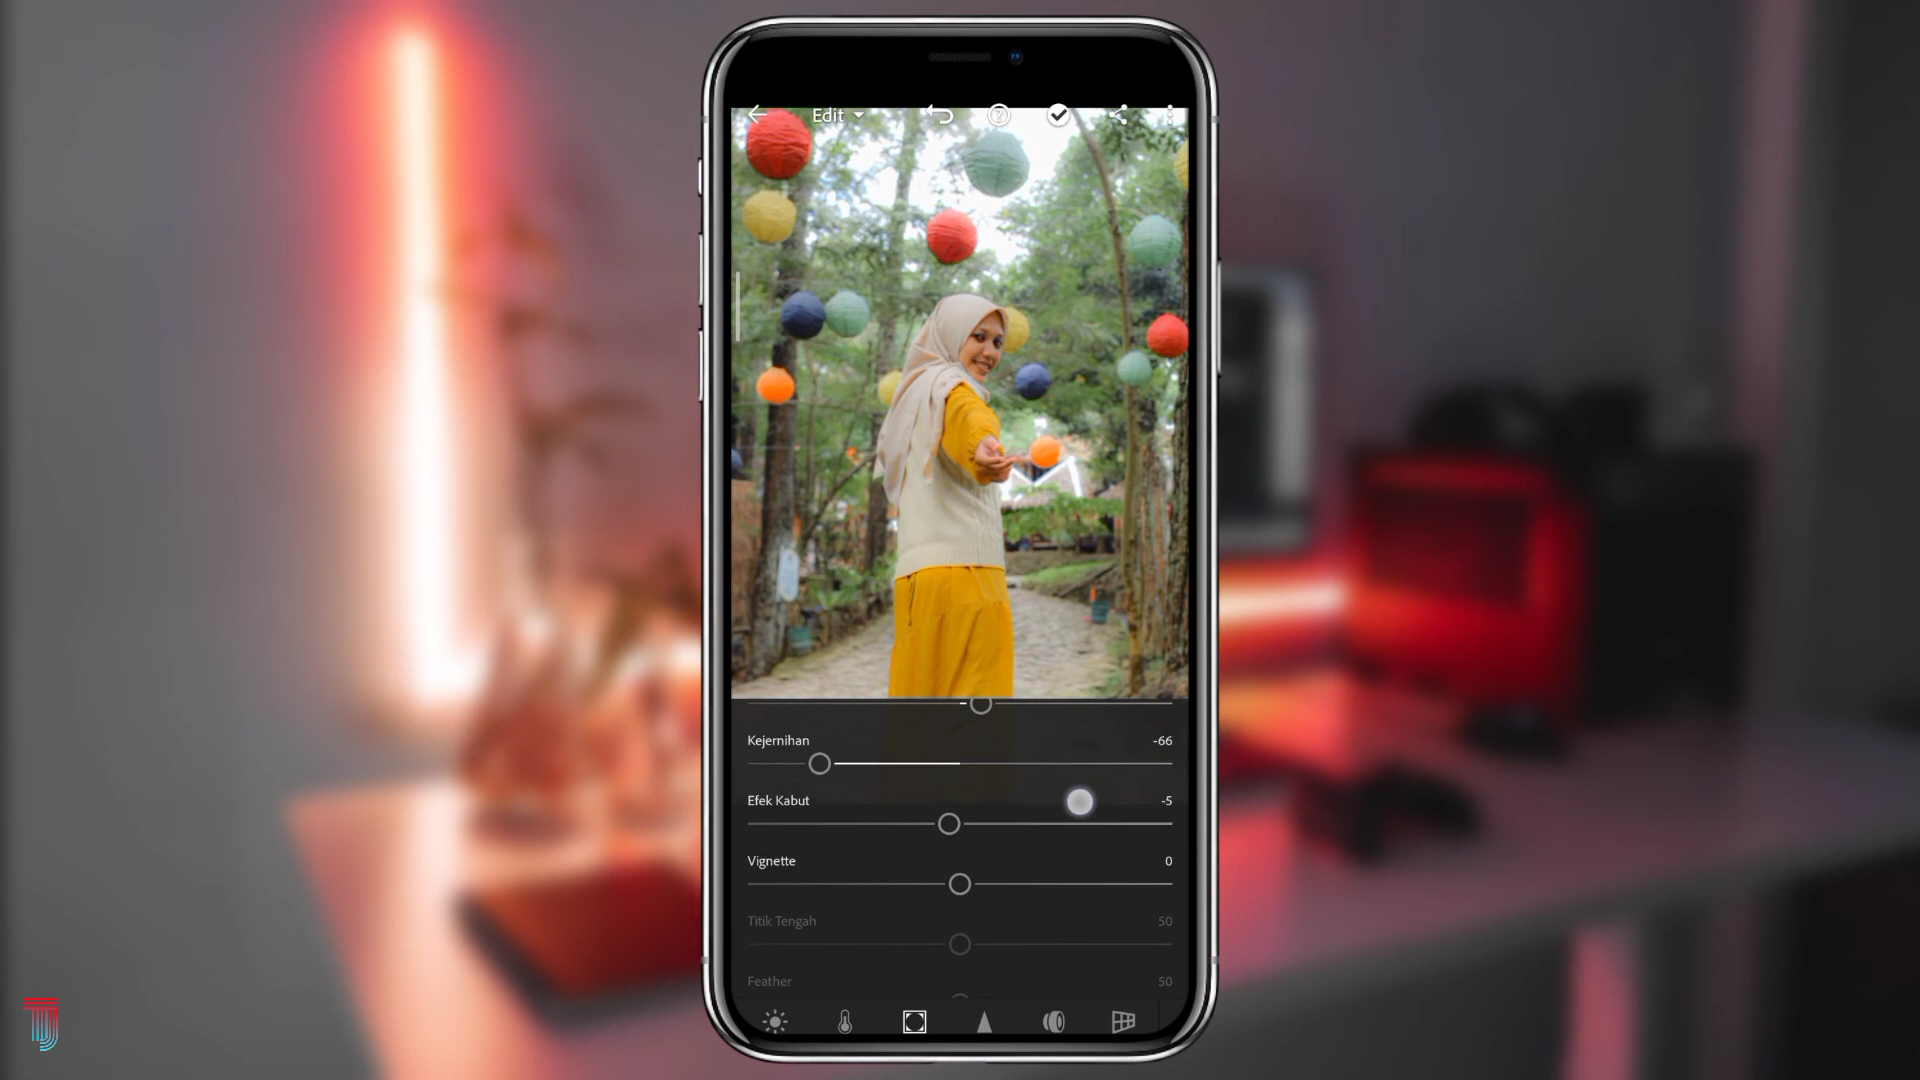 Edit
Kejernihan -66
Efek Kabut -5
Vignette 0
Titik Tengah 50
Feather 50